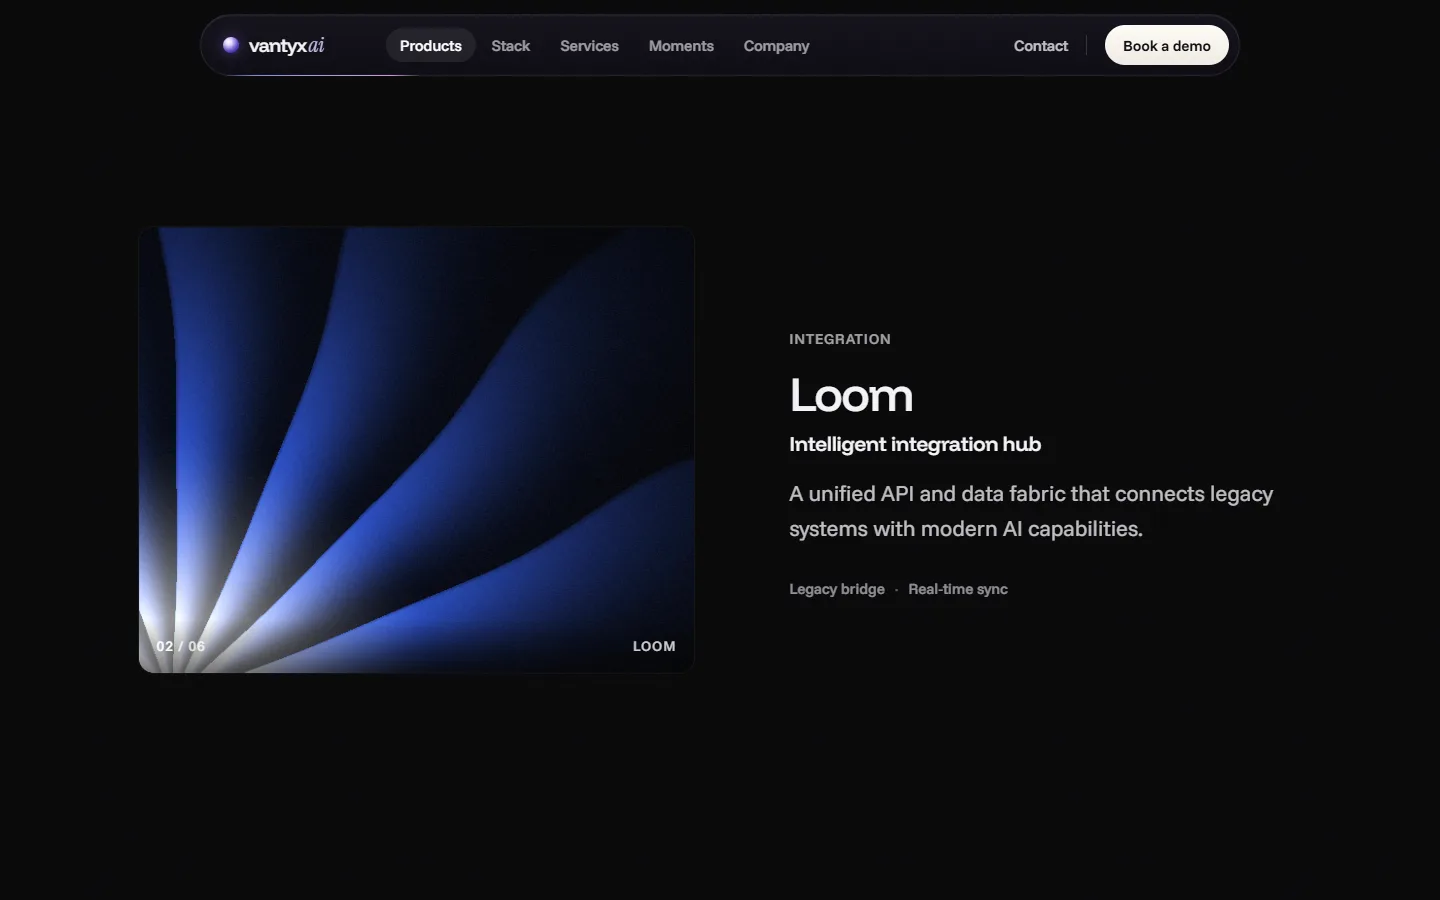 vantyxai
Products
Stack
Services
Moments
Company
Contact
Book a demo
02 / 06
LOOM
INTEGRATION
Loom
Intelligent integration hub
A unified API and data fabric that connects legacy
systems with modern AI capabilities.
Legacy bridge · Real-time sync